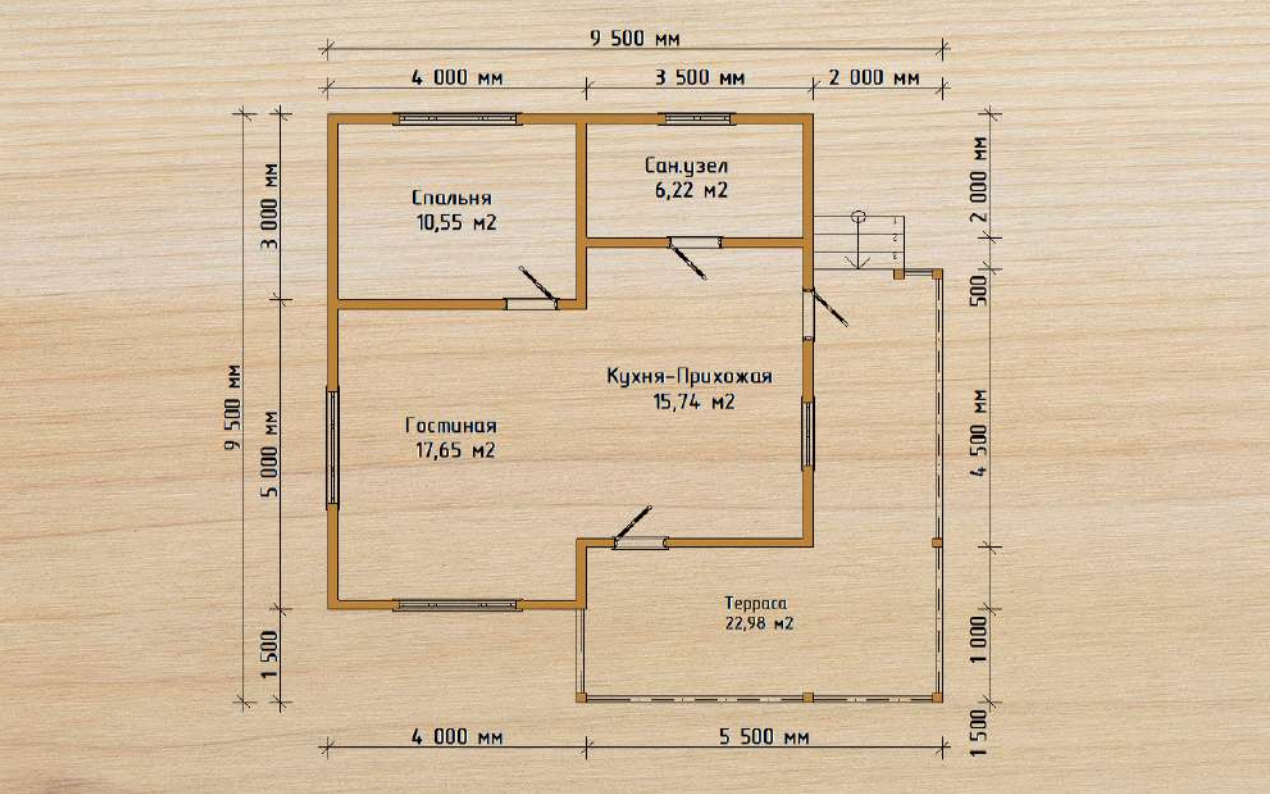 9 500 мм
4 000 мм
3 500 мм
2 000 мм
Спальня
10,55 м2
Сан.узел
6,22 м2
3 000 мм
2 000 мм
1
2
500
9 500 мм
5 000 мм
Гостиная
17,65 м2
Кухня-Прихожая
15,74 м2
4 500 мм
Терраса
22,98 м2
1 500
1 000
1 500
4 000 мм
5 500 мм